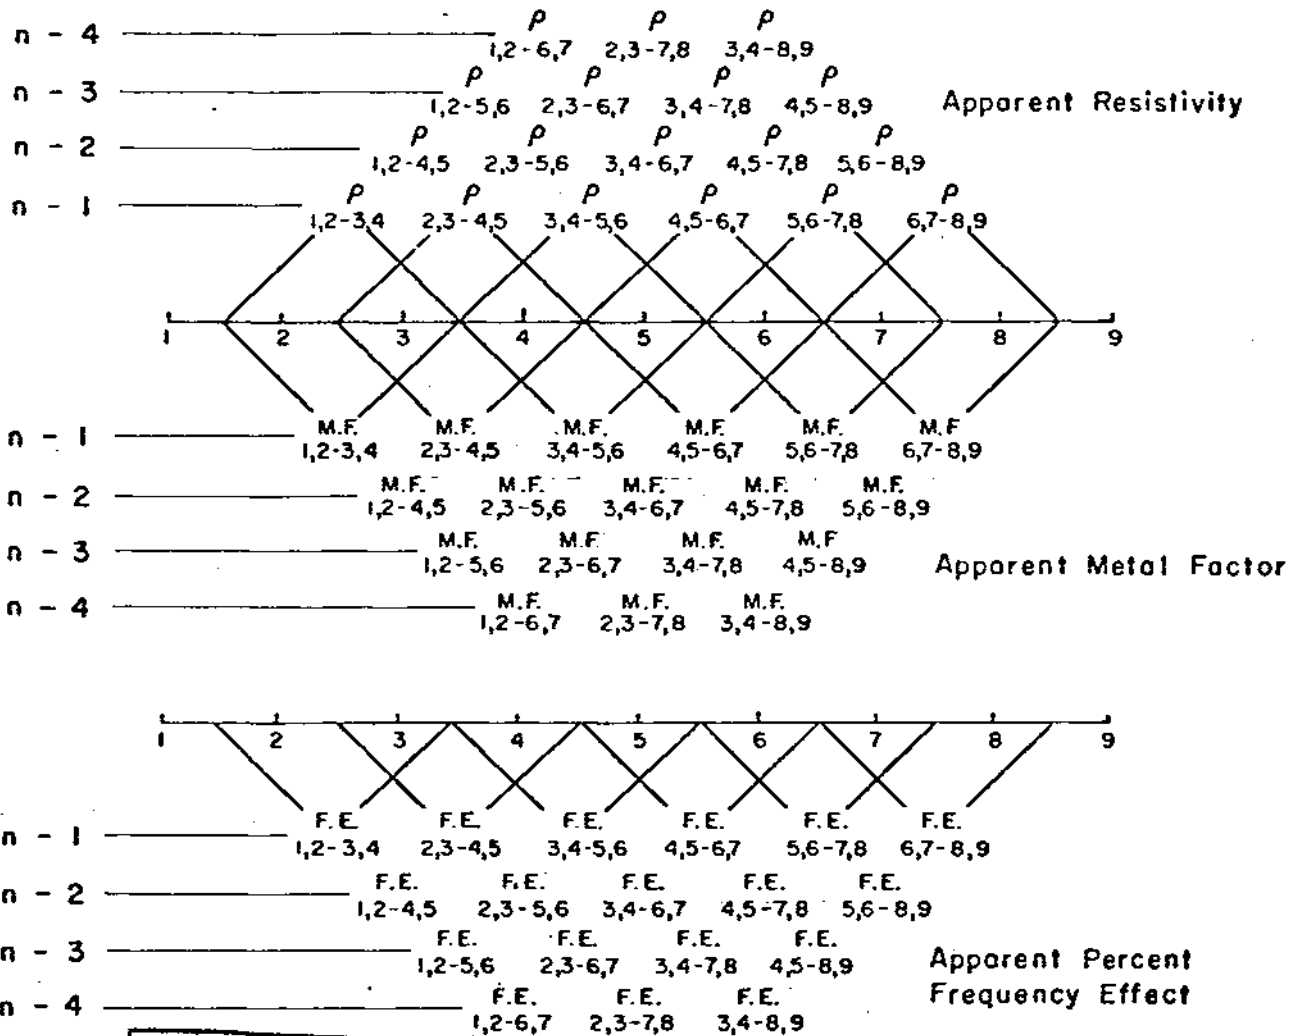 n - 4 ρ ρ ρ
1,2-6,7 2,3-7,8 3,4-8,9
n - 3 ρ ρ ρ ρ
1,2-5,6 2,3-6,7 3,4-7,8 4,5-8,9 Apparent Resistivity
n - 2 ρ ρ ρ ρ ρ
1,2-4,5 2,3-5,6 3,4-6,7 4,5-7,8 5,6-8,9
n - 1 ρ ρ ρ ρ ρ ρ
1,2-3,4 2,3-4,5 3,4-5,6 4,5-6,7 5,6-7,8 6,7-8,9
1 2 3 4 5 6 7 8 9
n - 1 M.F. M.F. M.F. M.F. M.F. M.F
1,2-3,4 2,3-4,5 3,4-5,6 4,5-6,7 5,6-7,8 6,7-8,9
n - 2 M.F. M.F. M.F. M.F. M.F.
1,2-4,5 2,3-5,6 3,4-6,7 4,5-7,8 5,6-8,9
n - 3 M.F. M.F. M.F. M.F
1,2-5,6 2,3-6,7 3,4-7,8 4,5-8,9 Apparent Metal Factor
n - 4 M.F. M.F. M.F.
1,2-6,7 2,3-7,8 3,4-8,9
1 2 3 4 5 6 7 8 9
n - 1 F.E. F.E. F.E. F.E. F.E. F.E.
1,2-3,4 2,3-4,5 3,4-5,6 4,5-6,7 5,6-7,8 6,7-8,9
n - 2 F.E. F.E. F.E. F.E. F.E.
1,2-4,5 2,3-5,6 3,4-6,7 4,5-7,8 5,6-8,9
n - 3 F.E. F.E. F.E. F.E.
1,2-5,6 2,3-6,7 3,4-7,8 4,5-8,9 Apparent Percent
n - 4 F.E. F.E. F.E. Frequency Effect
1,2-6,7 2,3-7,8 3,4-8,9